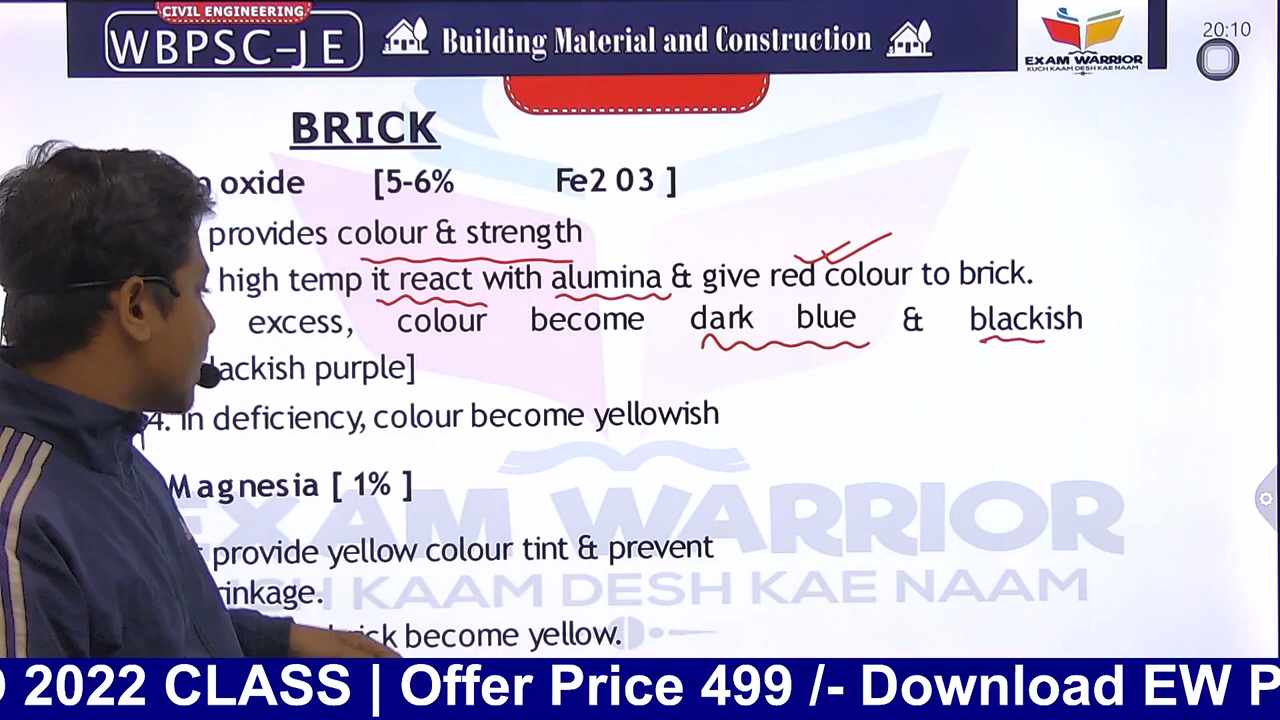 CIVIL ENGINEERING
WBPSC-JE
Building Material and Construction
EXAM WARRIOR
KUCH KAAM DESH KAE NAAM
20:10
BRICK
oxide [5-6% Fe2 03 ]
provides colour & strength
high temp it react with alumina & give red colour to brick.
excess, colour become dark blue & blackish
lackish purple]
4. In deficiency, colour become yellowish
Magnesia [ 1% ]
provide yellow colour tint & prevent
rinkage.
become yellow.
EXAM WARRIOR
KUCH KAAM DESH KAE NAAM
2022 CLASS | Offer Price 499 /- Download EW P